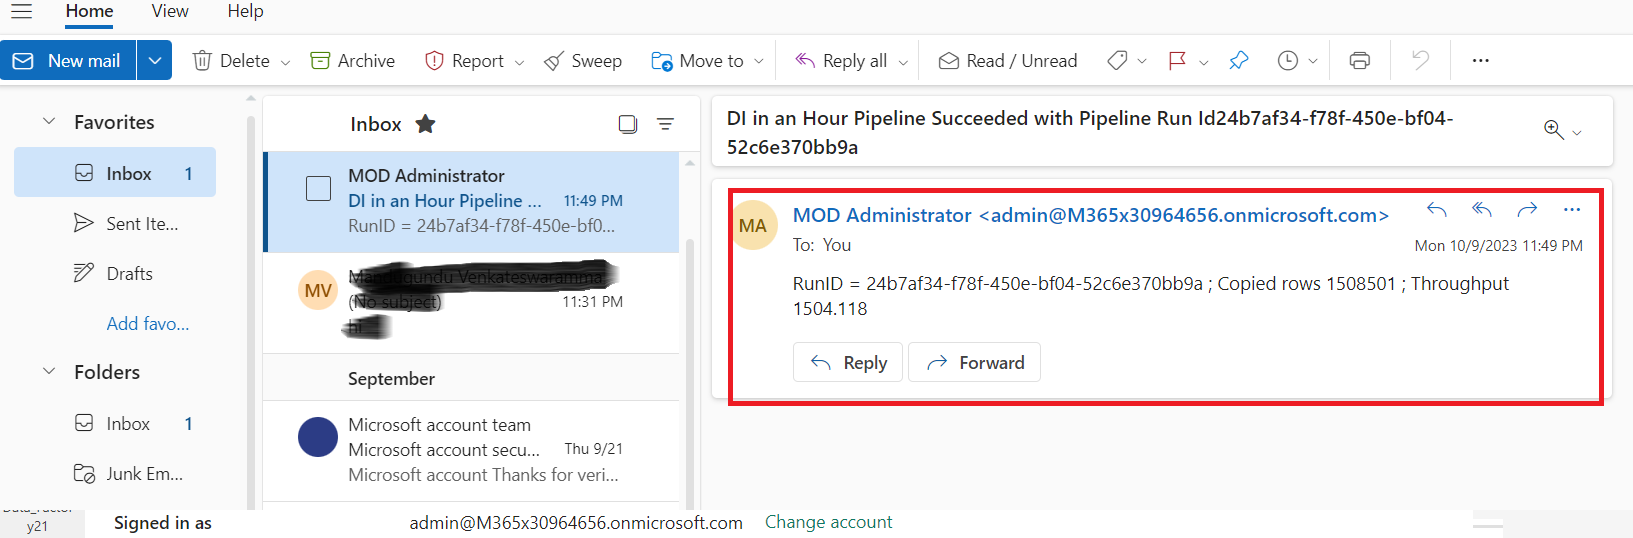 Home View Help
New mail Delete Archive Report Sweep Move to Reply all Read / Unread
Favorites
Inbox 1
Sent Ite...
Drafts
Add favo...
Folders
Inbox 1
Junk Em...
Inbox
MOD Administrator
DI in an Hour Pipeline ... 11:49 PM
RunID = 24b7af34-f78f-450e-bf0...
MV
(No subject) 11:31 PM
hi
September
Microsoft account team
Microsoft account secu... Thu 9/21
Microsoft account Thanks for veri...
DI in an Hour Pipeline Succeeded with Pipeline Run Id24b7af34-f78f-450e-bf04-
52c6e370bb9a
MA
MOD Administrator <admin@M365x30964656.onmicrosoft.com>
To: You
Mon 10/9/2023 11:49 PM
RunID = 24b7af34-f78f-450e-bf04-52c6e370bb9a ; Copied rows 1508501 ; Throughput
1504.118
Reply Forward
y21
Signed in as admin@M365x30964656.onmicrosoft.com Change account